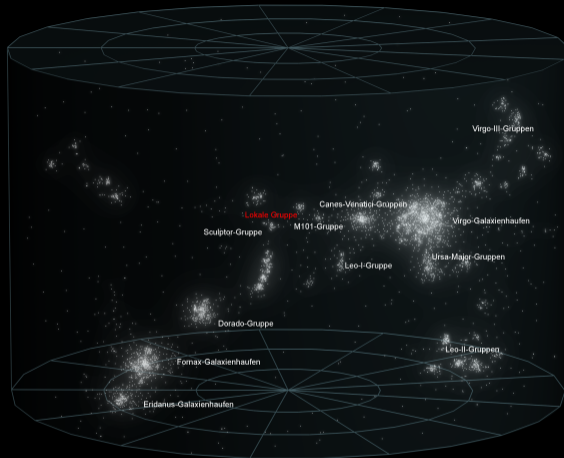 Virgo-III-Gruppen
Canes-Venatici-Gruppen
Lokale Gruppe
Virgo-Galaxienhaufen
Sculptor-Gruppe
M101-Gruppe
Ursa-Major-Gruppen
Leo-I-Gruppe
Dorado-Gruppe
Leo-II-Gruppen
Fornax-Galaxienhaufen
Eridanus-Galaxienhaufen